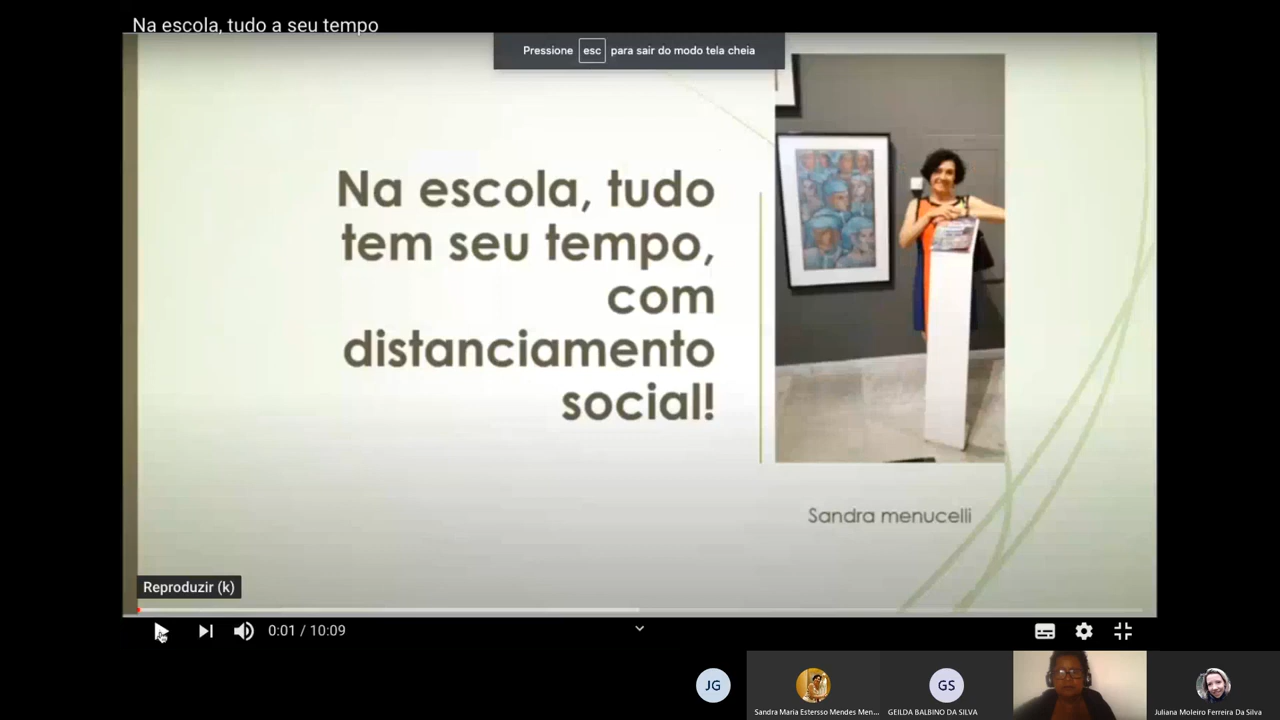 Na escola, tudo a seu tempo
Pressione esc para sair do modo tela cheia
Na escola, tudo
tem seu tempo,
com
distanciamento
social!
Sandra menucelli
Reproduzir (k)
0:01 / 10:09
JG
GS
Sandra Maria Estersso Mendes Men...
GEILDA BALBINO DA SILVA
Juliana Moleiro Ferreira Da Silva